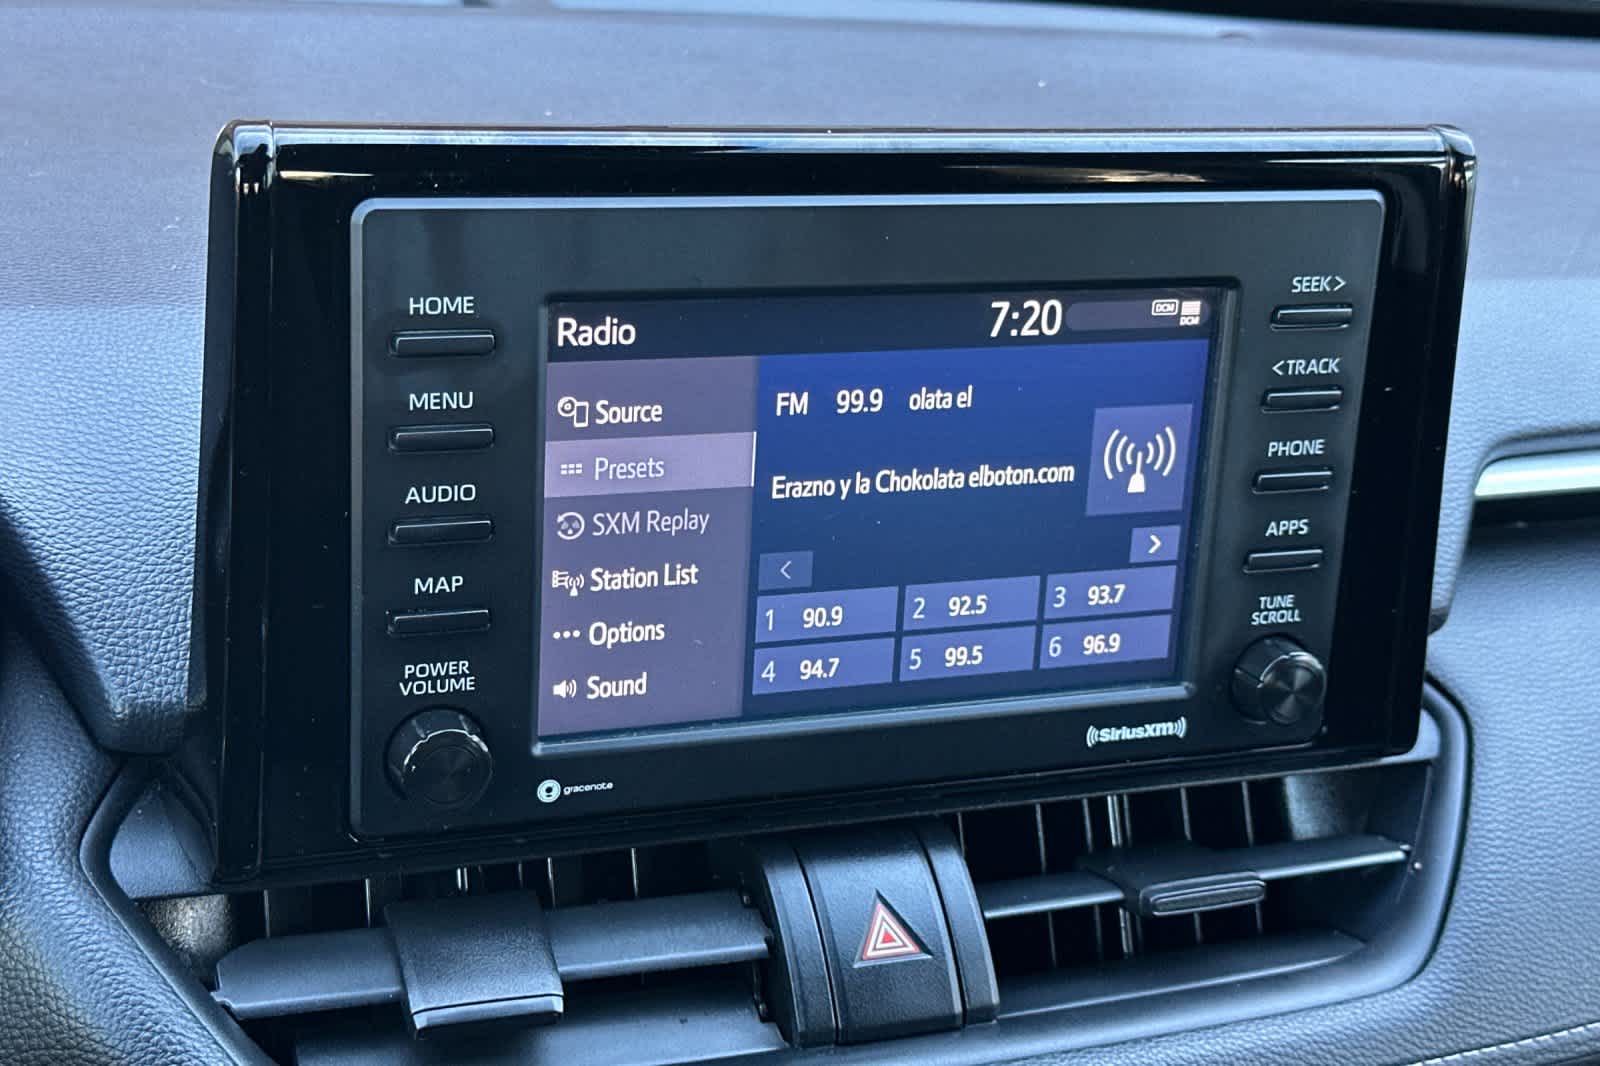 HOME
MENU
AUDIO
MAP
POWER
VOLUME
Radio
7:20
DCM
DCM
Source
Presets
SXM Replay
Station List
Options
Sound
FM 99.9 olata el
Erazno y la Chokolata elboton.com
<
>
1 90.9
2 92.5
3 93.7
4 94.7
5 99.5
6 96.9
SEEK>
<TRACK
PHONE
APPS
TUNE
SCROLL
gracenote
((SiriusXM))